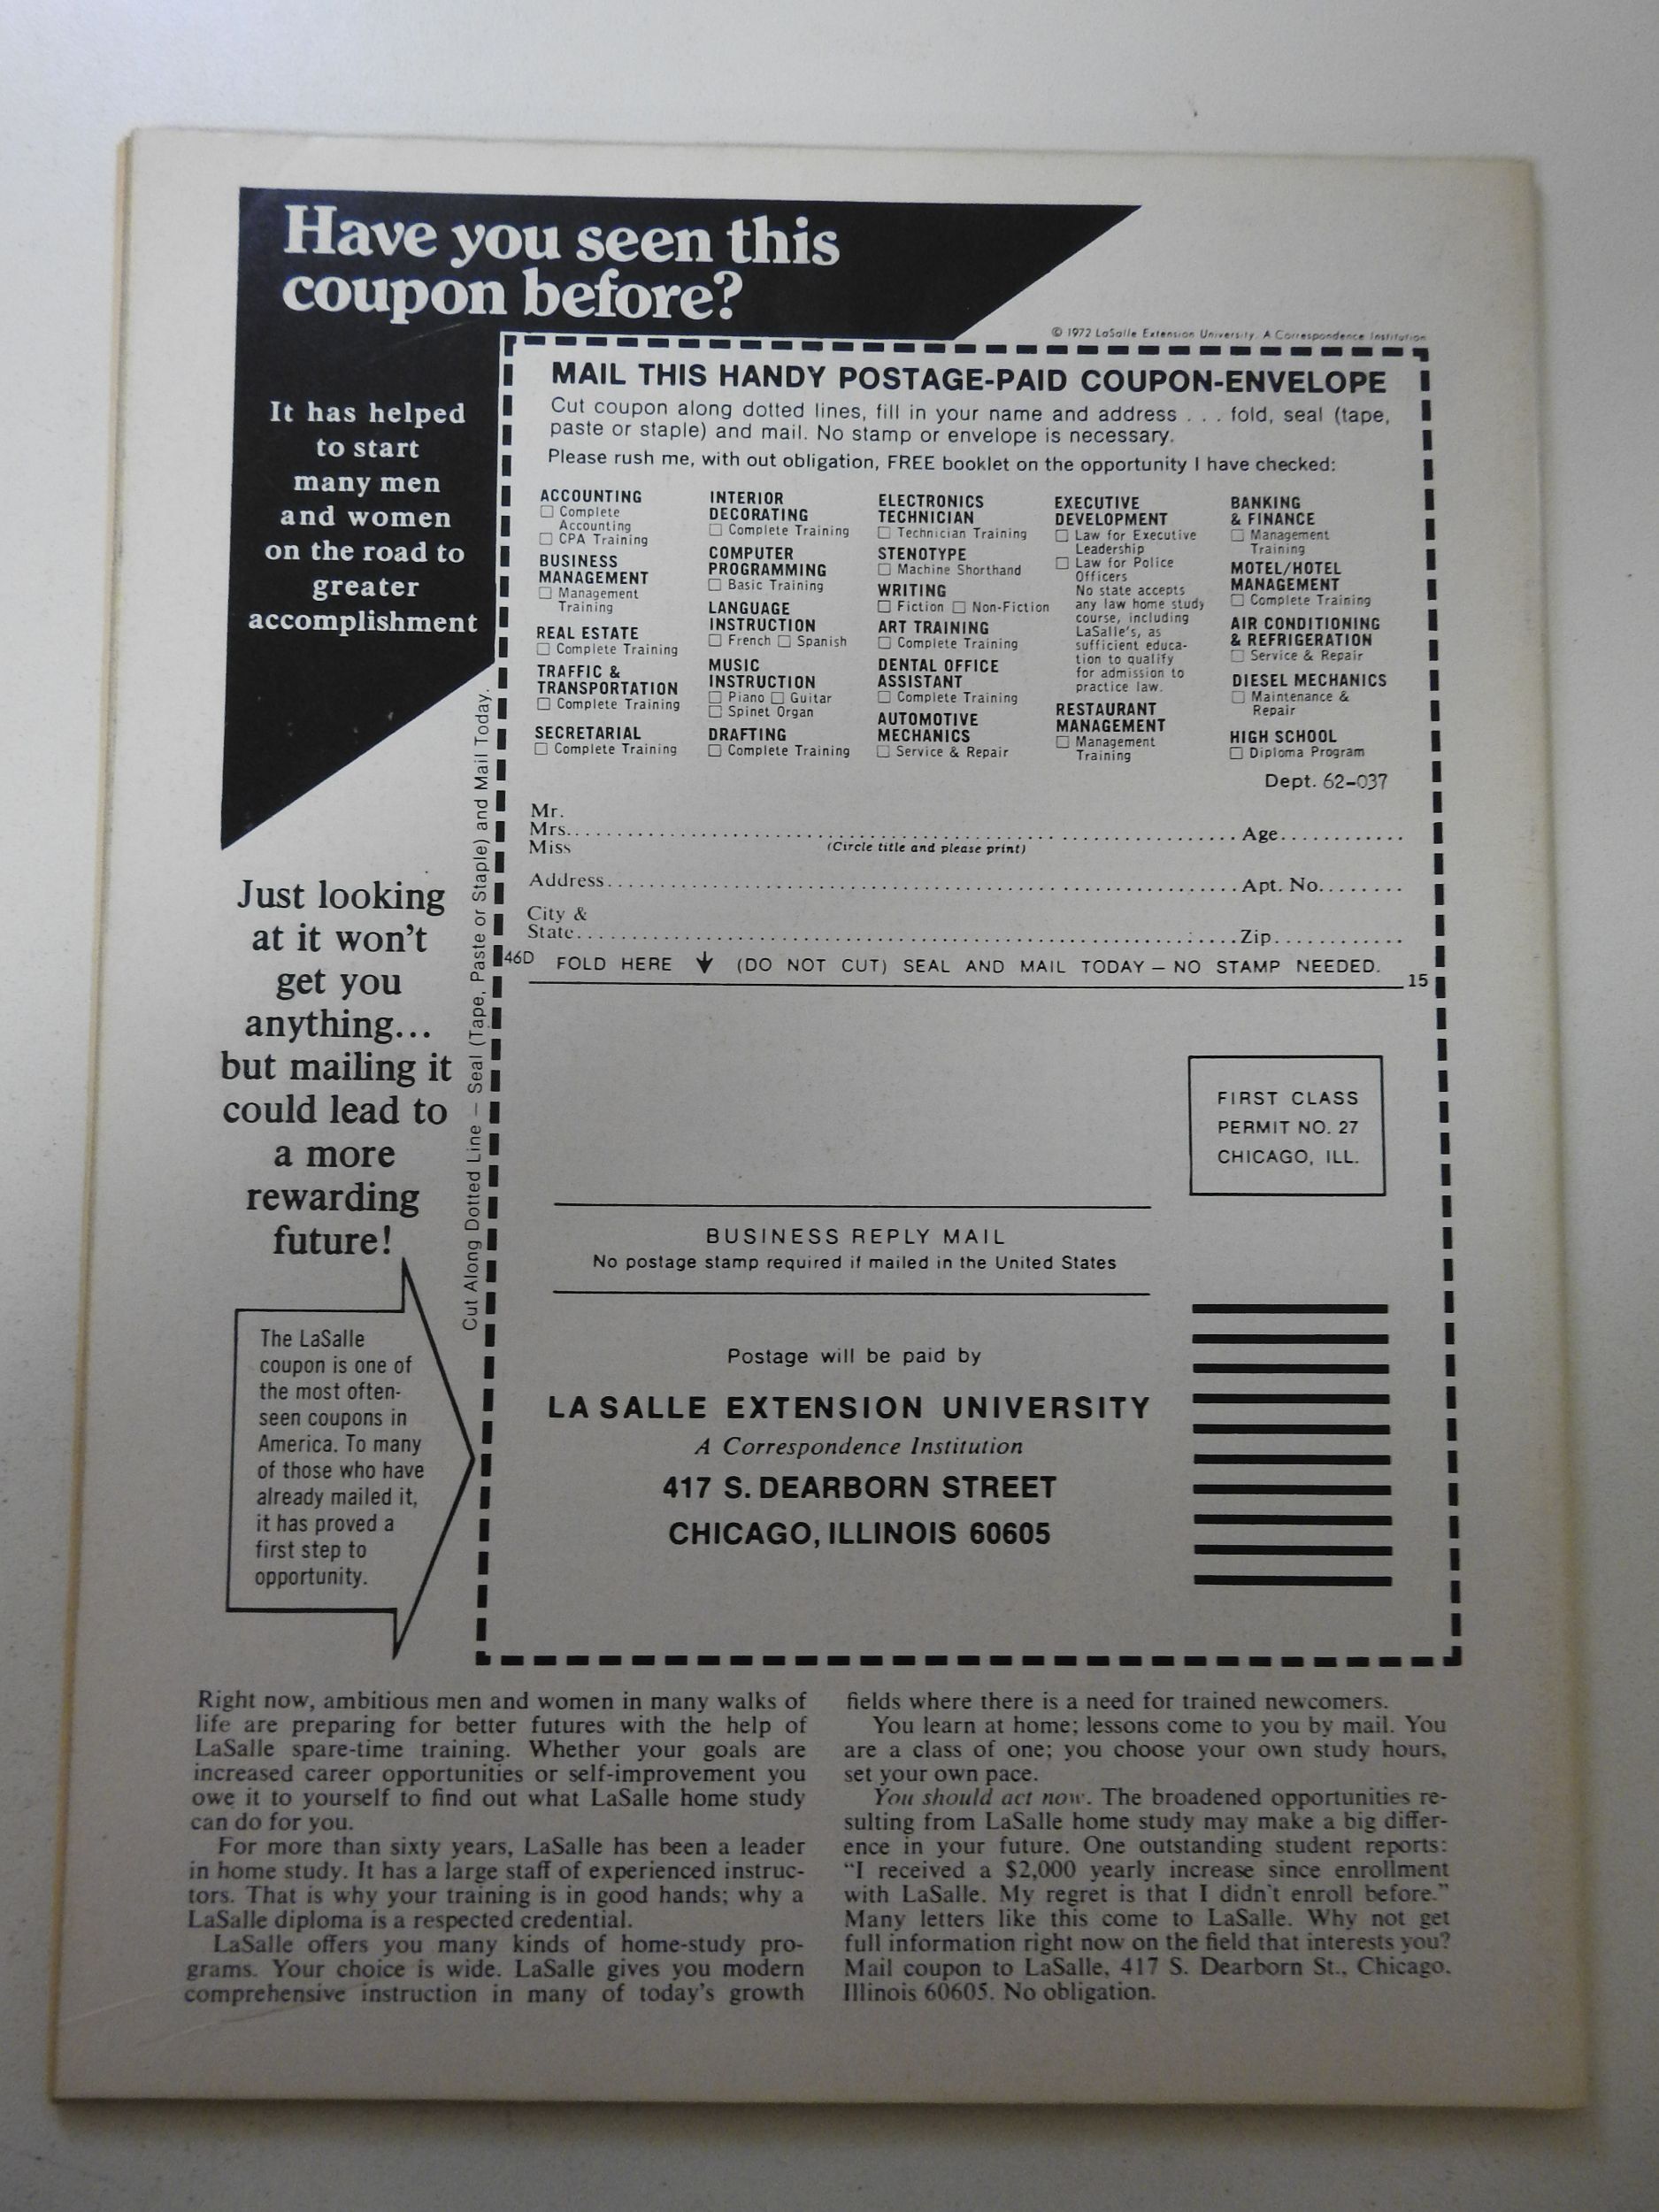 Have you seen this
coupon before?
© 1972 LaSalle Extension University. A Correspondence Institution
It has helped
to start
many men
and women
on the road to
greater
accomplishment
Just looking
at it won't
get you
anything...
but mailing it
could lead to
a more
rewarding
future!
The LaSalle
coupon is one of
the most often-
seen coupons in
America. To many
of those who have
already mailed it,
it has proved a
first step to
opportunity.
Cut Along Dotted Line – Seal (Tape, Paste or Staple) and Mail Today.
MAIL THIS HANDY POSTAGE-PAID COUPON-ENVELOPE
Cut coupon along dotted lines, fill in your name and address . . . fold, seal (tape,
paste or staple) and mail. No stamp or envelope is necessary.
Please rush me, with out obligation, FREE booklet on the opportunity I have checked:
ACCOUNTING
☐ Complete
Accounting
☐ CPA Training
BUSINESS
MANAGEMENT
☐ Management
Training
REAL ESTATE
☐ Complete Training
TRAFFIC &
TRANSPORTATION
☐ Complete Training
SECRETARIAL
☐ Complete Training
INTERIOR
DECORATING
☐ Complete Training
COMPUTER
PROGRAMMING
☐ Basic Training
LANGUAGE
INSTRUCTION
☐ French ☐ Spanish
MUSIC
INSTRUCTION
☐ Piano ☐ Guitar
☐ Spinet Organ
DRAFTING
☐ Complete Training
ELECTRONICS
TECHNICIAN
☐ Technician Training
STENOTYPE
☐ Machine Shorthand
WRITING
☐ Fiction ☐ Non-Fiction
ART TRAINING
☐ Complete Training
DENTAL OFFICE
ASSISTANT
☐ Complete Training
AUTOMOTIVE
MECHANICS
☐ Service & Repair
EXECUTIVE
DEVELOPMENT
☐ Law for Executive
Leadership
☐ Law for Police
Officers
No state accepts
any law home study
course, including
LaSalle's, as
sufficient educa-
tion to qualify
for admission to
practice law.
RESTAURANT
MANAGEMENT
☐ Management
Training
BANKING
& FINANCE
☐ Management
Training
MOTEL/HOTEL
MANAGEMENT
☐ Complete Training
AIR CONDITIONING
& REFRIGERATION
☐ Service & Repair
DIESEL MECHANICS
☐ Maintenance &
Repair
HIGH SCHOOL
☐ Diploma Program
Dept. 62-037
Mr.
Mrs. Age
Miss (Circle title and please print)
Address Apt. No.
City &
State Zip
46D FOLD HERE ↓ (DO NOT CUT) SEAL AND MAIL TODAY – NO STAMP NEEDED. 15
FIRST CLASS
PERMIT NO. 27
CHICAGO, ILL.
BUSINESS REPLY MAIL
No postage stamp required if mailed in the United States
Postage will be paid by
LA SALLE EXTENSION UNIVERSITY
A Correspondence Institution
417 S. DEARBORN STREET
CHICAGO, ILLINOIS 60605
Right now, ambitious men and women in many walks of
life are preparing for better futures with the help of
LaSalle spare-time training. Whether your goals are
increased career opportunities or self-improvement you
owe it to yourself to find out what LaSalle home study
can do for you.
For more than sixty years, LaSalle has been a leader
in home study. It has a large staff of experienced instruc-
tors. That is why your training is in good hands; why a
LaSalle diploma is a respected credential.
LaSalle offers you many kinds of home-study pro-
grams. Your choice is wide. LaSalle gives you modern
comprehensive instruction in many of today's growth
fields where there is a need for trained newcomers.
You learn at home; lessons come to you by mail. You
are a class of one; you choose your own study hours,
set your own pace.
You should act now. The broadened opportunities re-
sulting from LaSalle home study may make a big differ-
ence in your future. One outstanding student reports:
"I received a $2,000 yearly increase since enrollment
with LaSalle. My regret is that I didn't enroll before."
Many letters like this come to LaSalle. Why not get
full information right now on the field that interests you?
Mail coupon to LaSalle, 417 S. Dearborn St., Chicago,
Illinois 60605. No obligation.